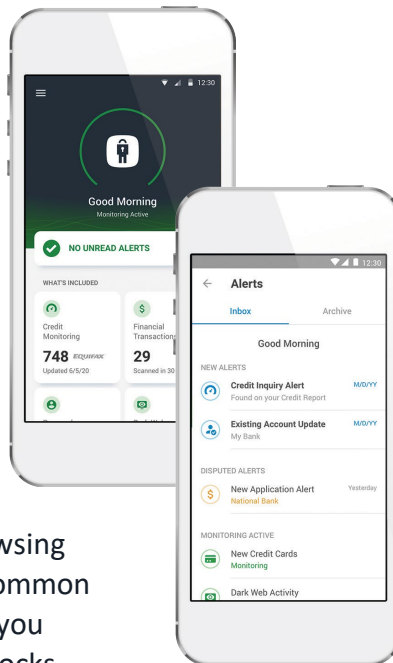 12:30
Good Morning
Monitoring Active
NO UNREAD ALERTS
WHAT'S INCLUDED
Credit
Monitoring
748 EQUIFAX
Updated 6/5/20
Financial
Transaction
29
Scanned in 30
12:30
Alerts
Inbox
Archive
Good Morning
NEW ALERTS
Credit Inquiry Alert M/D/YY
Found on your Credit Report
Existing Account Update M/D/YY
My Bank
DISPUTED ALERTS
New Application Alert Yesterday
National Bank
MONITORING ACTIVE
New Credit Cards
Monitoring
Dark Web Activity
wsing
ommon
you